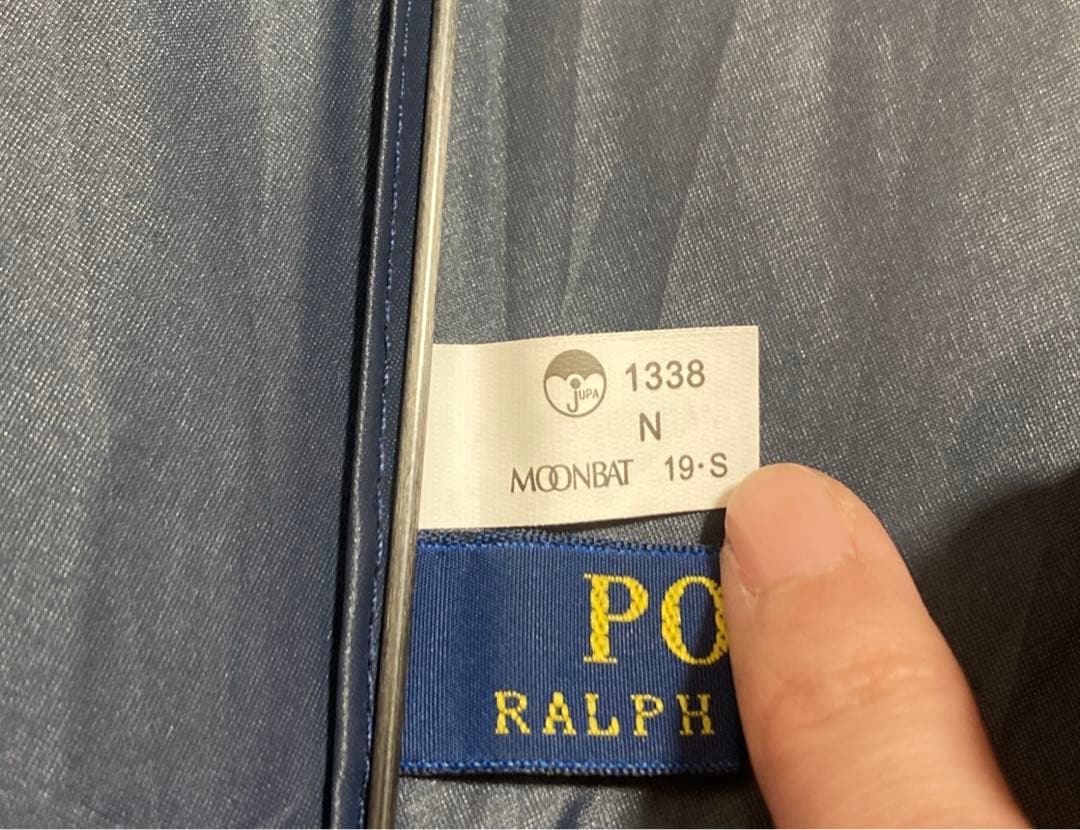 JUPA 1338
N
MOONBAT 19·S
PO
RALPH